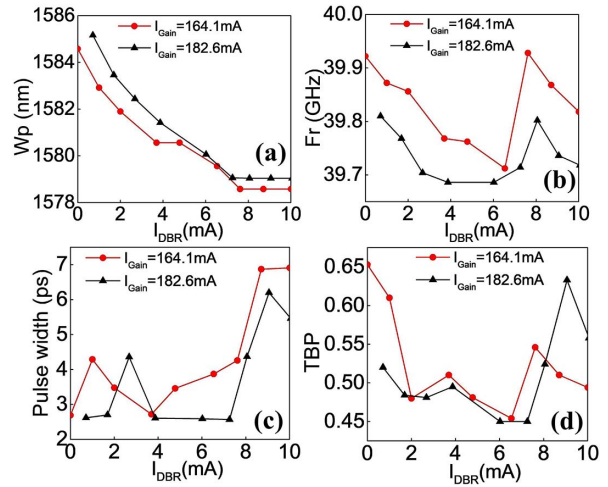 1586
1584
1582
1580
1578
Wp (nm)
I_Gain=164.1mA
I_Gain=182.6mA
(a)
0 2 4 6 8 10
I_DBR(mA)
40.0
39.9
39.8
39.7
Fr (GHz)
I_Gain=164.1mA
I_Gain=182.6mA
(b)
0 2 4 6 8 10
I_DBR(mA)
7
6
5
4
3
2
Pulse width (ps)
I_Gain=164.1mA
I_Gain=182.6mA
(c)
0 2 4 6 8 10
I_DBR(mA)
0.65
0.60
0.55
0.50
0.45
TBP
I_Gain=164.1mA
I_Gain=182.6mA
(d)
0 2 4 6 8 10
I_DBR(mA)